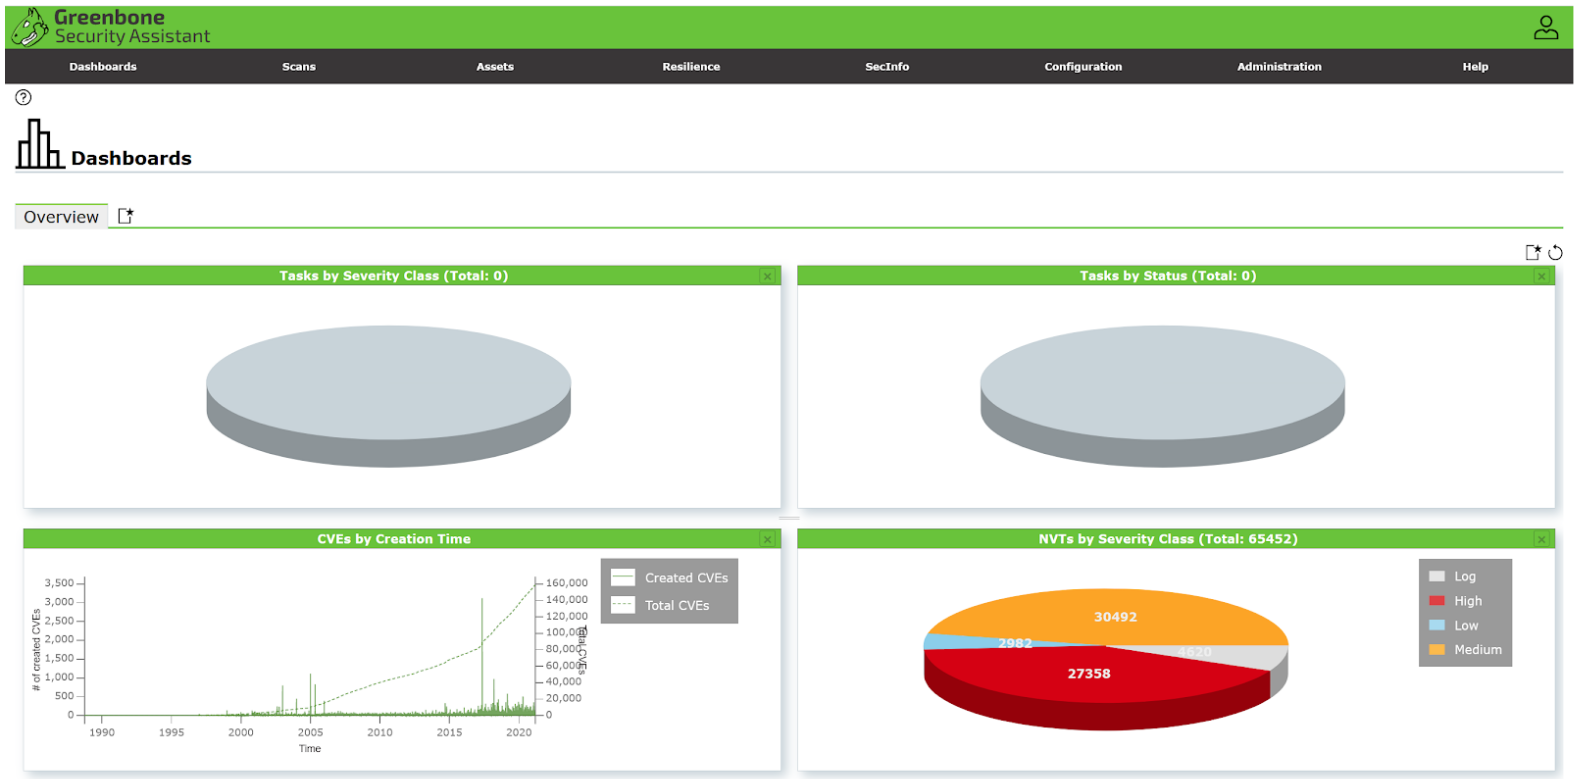 Greenbone
Security Assistant
Dashboards Scans Assets Resilience SecInfo Configuration Administration Help
?
Dashboards
Overview
Tasks by Severity Class (Total: 0)
Tasks by Status (Total: 0)
CVEs by Creation Time
# of created CVEs
3,500
3,000
2,500
2,000
1,500
1,000
500
0
160,000
140,000
120,000
100,000
80,000
60,000
40,000
20,000
0
Total CVEs
1990 1995 2000 2005 2010 2015 2020
Time
Created CVEs
Total CVEs
NVTs by Severity Class (Total: 65452)
30492
2982
4620
27358
Log
High
Low
Medium